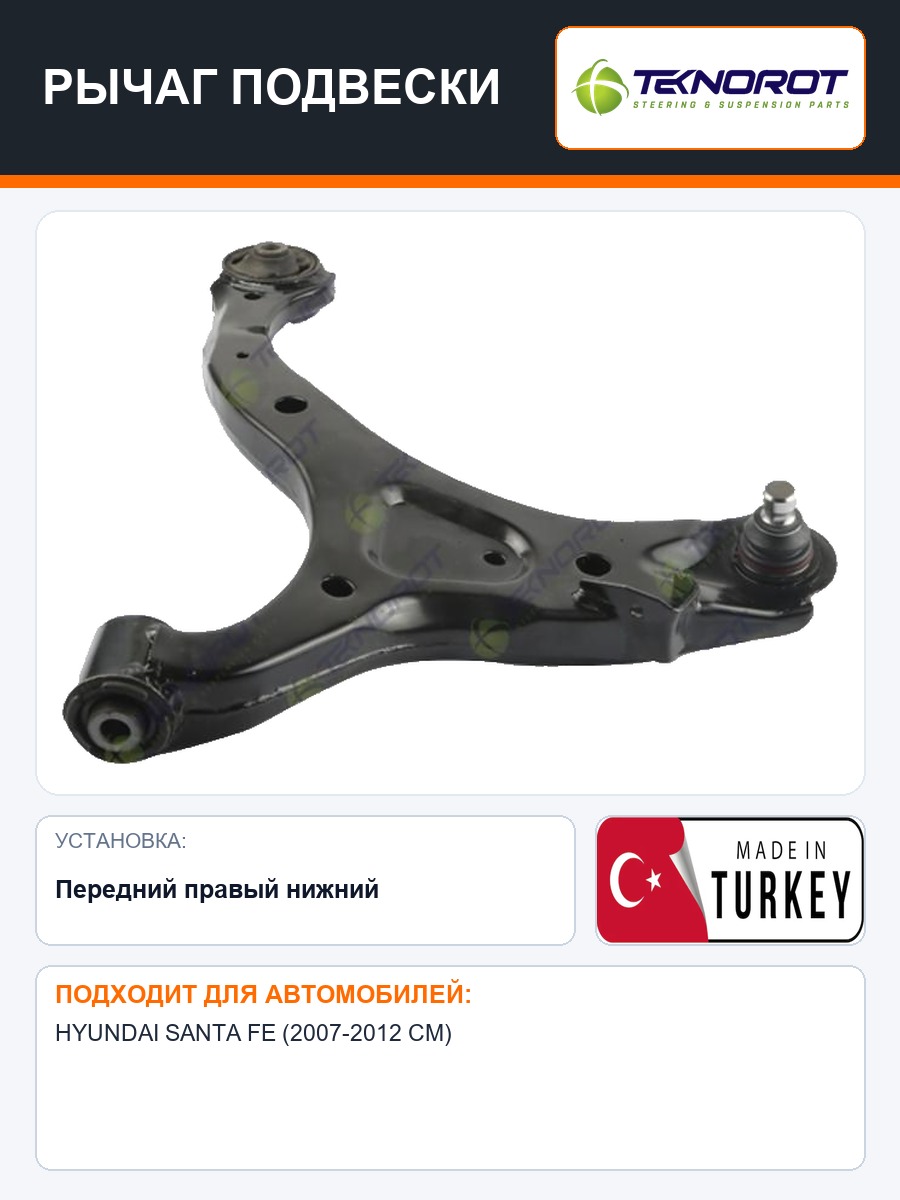 РЫЧАГ ПОДВЕСКИ
TEKNOROT
STEERING & SUSPENSION PARTS
УСТАНОВКА:
Передний правый нижний
MADE IN
TURKEY
ПОДХОДИТ ДЛЯ АВТОМОБИЛЕЙ:
HYUNDAI SANTA FE (2007-2012 CM)